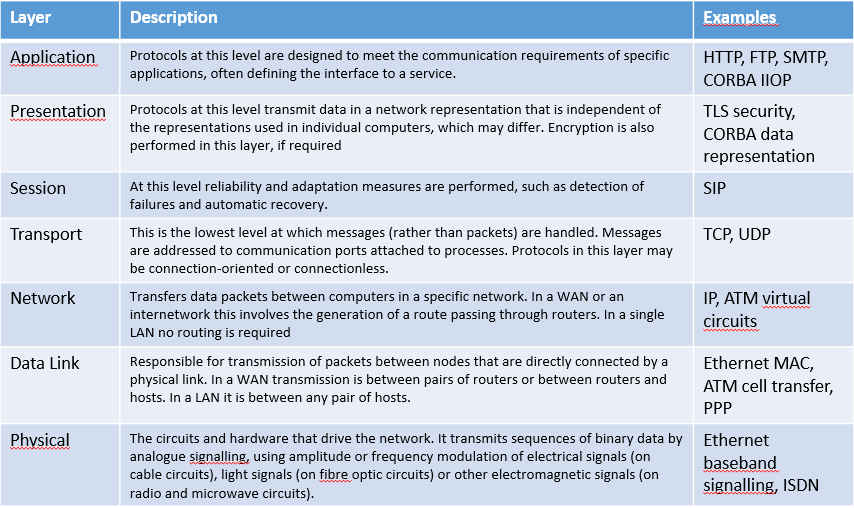 Layer Description Examples
Application
Protocols at this level are designed to meet the communication requirements of specific
applications, often defining the interface to a service.
HTTP, FTP, SMTP,
CORBA IIOP
Presentation
Protocols at this level transmit data in a network representation that is independent of
the representations used in individual computers, which may differ. Encryption is also
performed in this layer, if required
TLS security,
CORBA data
representation
Session
At this level reliability and adaptation measures are performed, such as detection of
failures and automatic recovery.
SIP
Transport
This is the lowest level at which messages (rather than packets) are handled. Messages
are addressed to communication ports attached to processes. Protocols in this layer may
be connection-oriented or connectionless.
TCP, UDP
Network
Transfers data packets between computers in a specific network. In a WAN or an
internetwork this involves the generation of a route passing through routers. In a single
LAN no routing is required
IP, ATM virtual
circuits
Data Link
Responsible for transmission of packets between nodes that are directly connected by a
physical link. In a WAN transmission is between pairs of routers or between routers and
hosts. In a LAN it is between any pair of hosts.
Ethernet MAC,
ATM cell transfer,
PPP
Physical
The circuits and hardware that drive the network. It transmits sequences of binary data by
analogue signalling, using amplitude or frequency modulation of electrical signals (on
cable circuits), light signals (on fibre optic circuits) or other electromagnetic signals (on
radio and microwave circuits).
Ethernet
baseband
signalling, ISDN